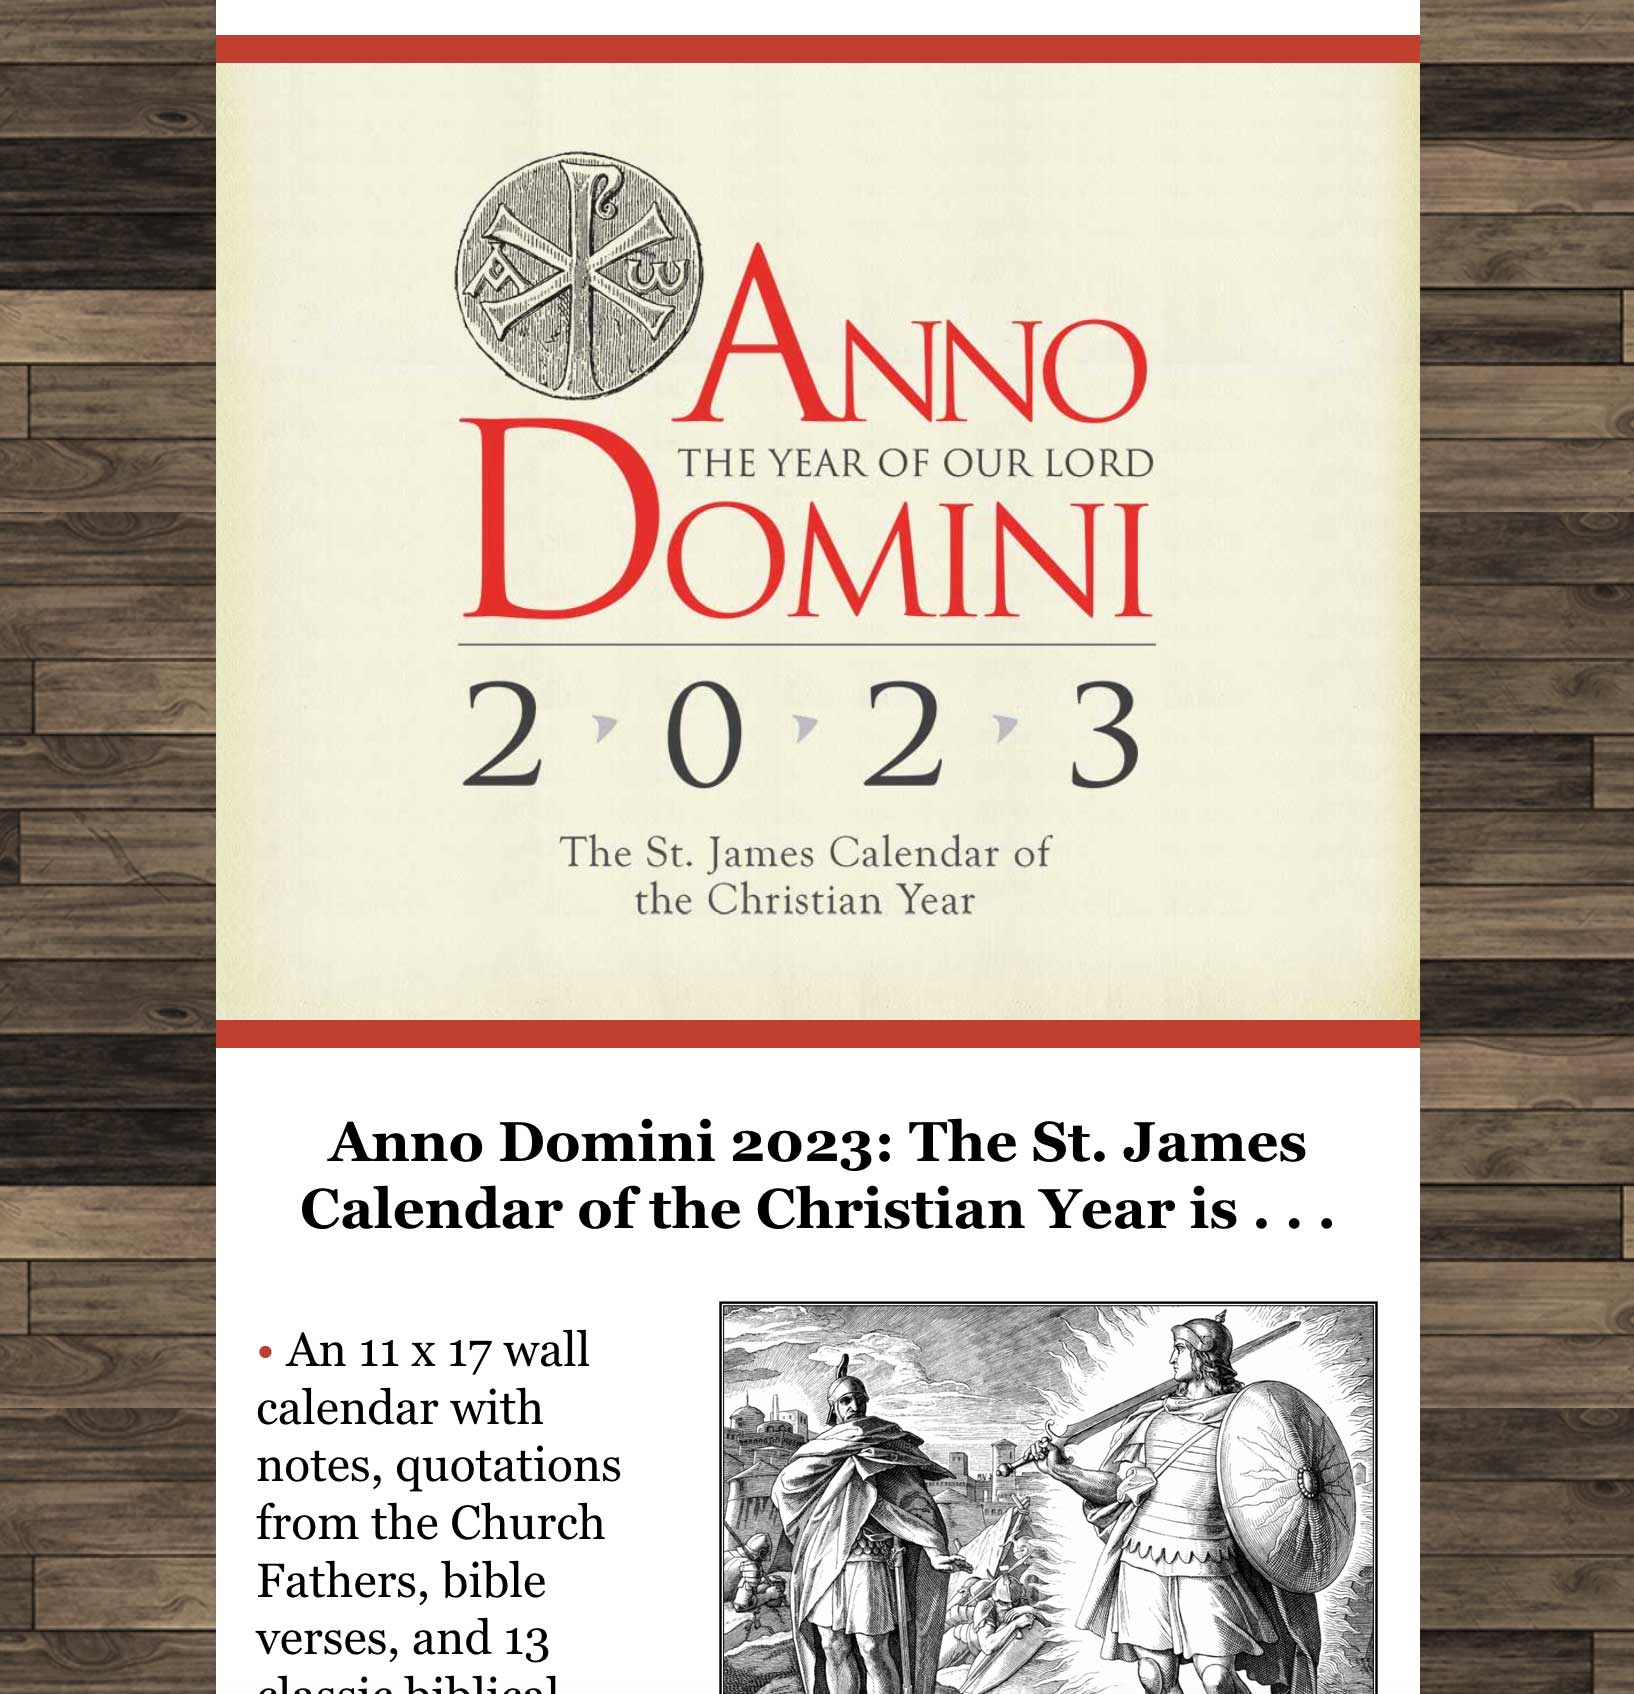 ANNO
THE YEAR OF OUR LORD
DOMINI
2 0 2 3
The St. James Calendar of
the Christian Year
Anno Domini 2023: The St. James
Calendar of the Christian Year is . . .
• An 11 x 17 wall
calendar with
notes, quotations
from the Church
Fathers, bible
verses, and 13
classic biblical